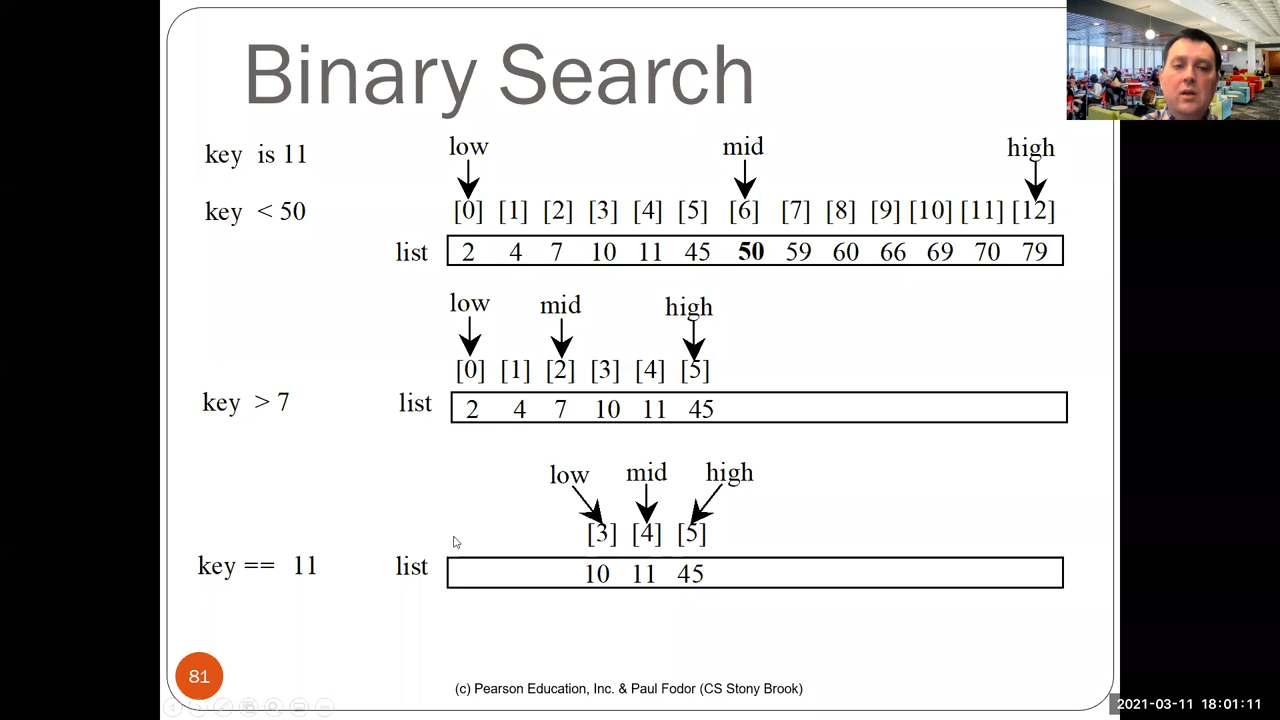 Binary Search
key is 11
low mid high
key < 50
[0] [1] [2] [3] [4] [5] [6] [7] [8] [9] [10] [11] [12]
list 2 4 7 10 11 45 50 59 60 66 69 70 79
low mid high
[0] [1] [2] [3] [4] [5]
key > 7 list 2 4 7 10 11 45
low mid high
[3] [4] [5]
key == 11 list 10 11 45
81
(c) Pearson Education, Inc. & Paul Fodor (CS Stony Brook)
2021-03-11 18:01:11